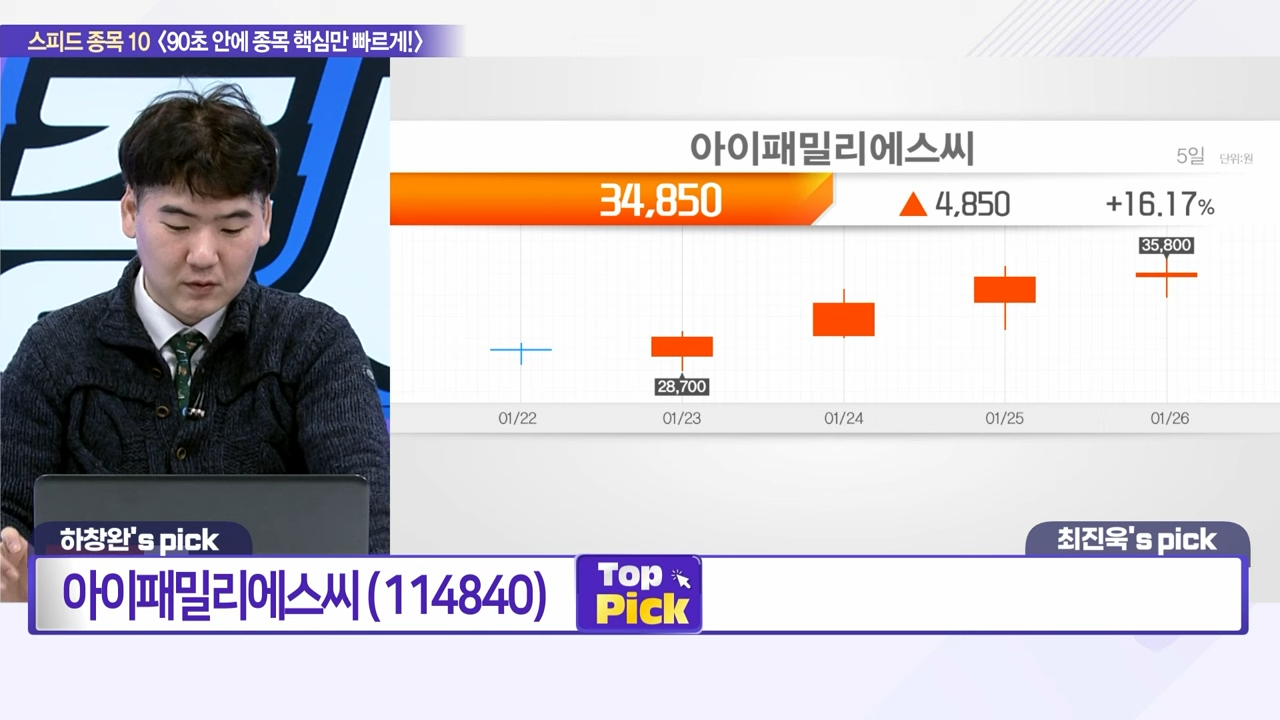 스피드 종목 10 〈90초 안에 종목 핵심만 빠르게!〉
아이패밀리에스씨
5일 단위:원
34,850 ▲ 4,850 +16.17%
35,800
28,700
01/22 01/23 01/24 01/25 01/26
하창완's pick
최진욱's pick
아이패밀리에스씨 (114840)
Top
Pick